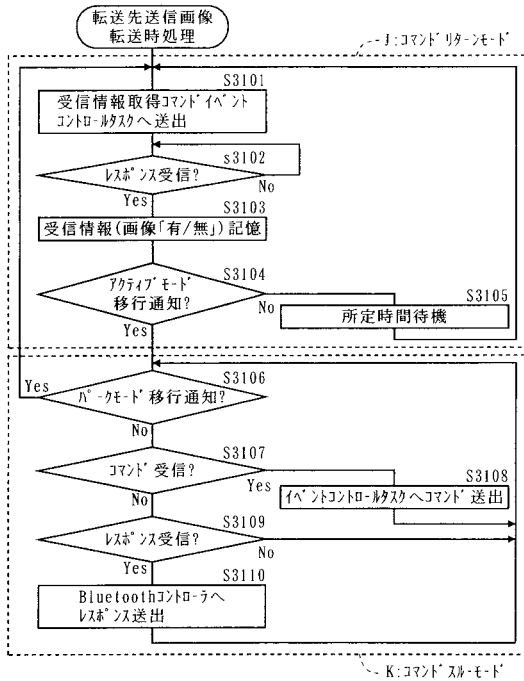 転送先送信画像
転送時処理
J:ｺﾏﾝﾄﾞﾘﾀｰﾝﾓｰﾄﾞ
S3101
受信情報取得ｺﾏﾝﾄﾞｲﾍﾞﾝﾄ
ｺﾝﾄﾛｰﾙﾀｽｸへ送出
s3102
ﾚｽﾎﾟﾝｽ受信?
No
Yes
S3103
受信情報(画像｢有/無｣)記憶
S3104
ｱｸﾃｨﾌﾞﾓｰﾄﾞ
移行通知?
No
Yes
S3105
所定時間待機
S3106
Yes
ﾊﾟｰｸﾓｰﾄﾞ移行通知?
No
S3107
ｺﾏﾝﾄﾞ受信?
Yes
No
S3108
ｲﾍﾞﾝﾄｺﾝﾄﾛｰﾙﾀｽｸへｺﾏﾝﾄﾞ送出
S3109
ﾚｽﾎﾟﾝｽ受信?
No
Yes
S3110
Bluetoothｺﾝﾄﾛｰﾗへ
ﾚｽﾎﾟﾝｽ送出
K:ｺﾏﾝﾄﾞｽﾙｰﾓｰﾄﾞ